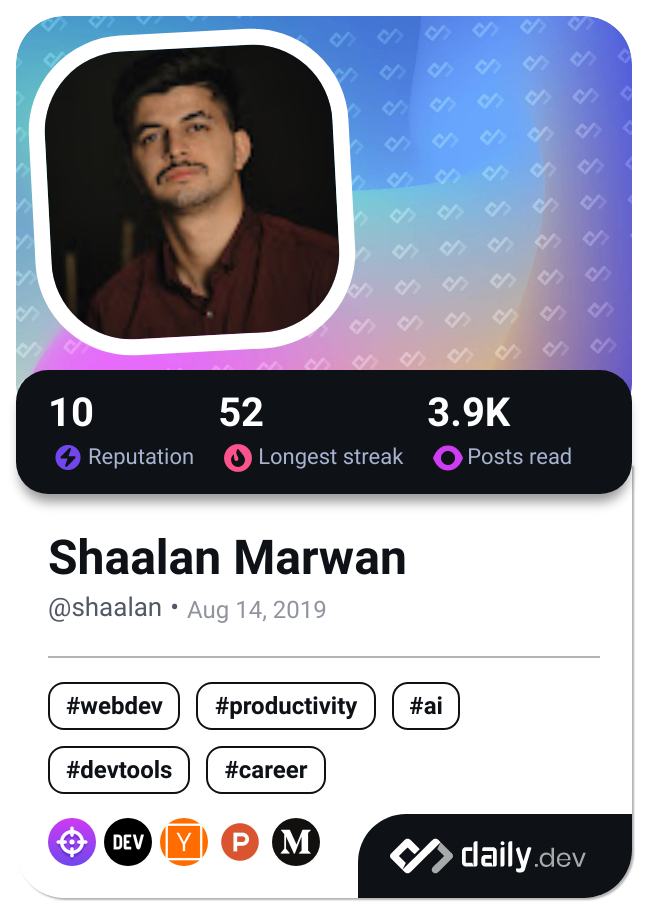 10 52 3.9K
Reputation Longest streak Posts read
Shaalan Marwan
@shaalan • Aug 14, 2019
#webdev #productivity #ai
#devtools #career
DEV Y P M
daily.dev